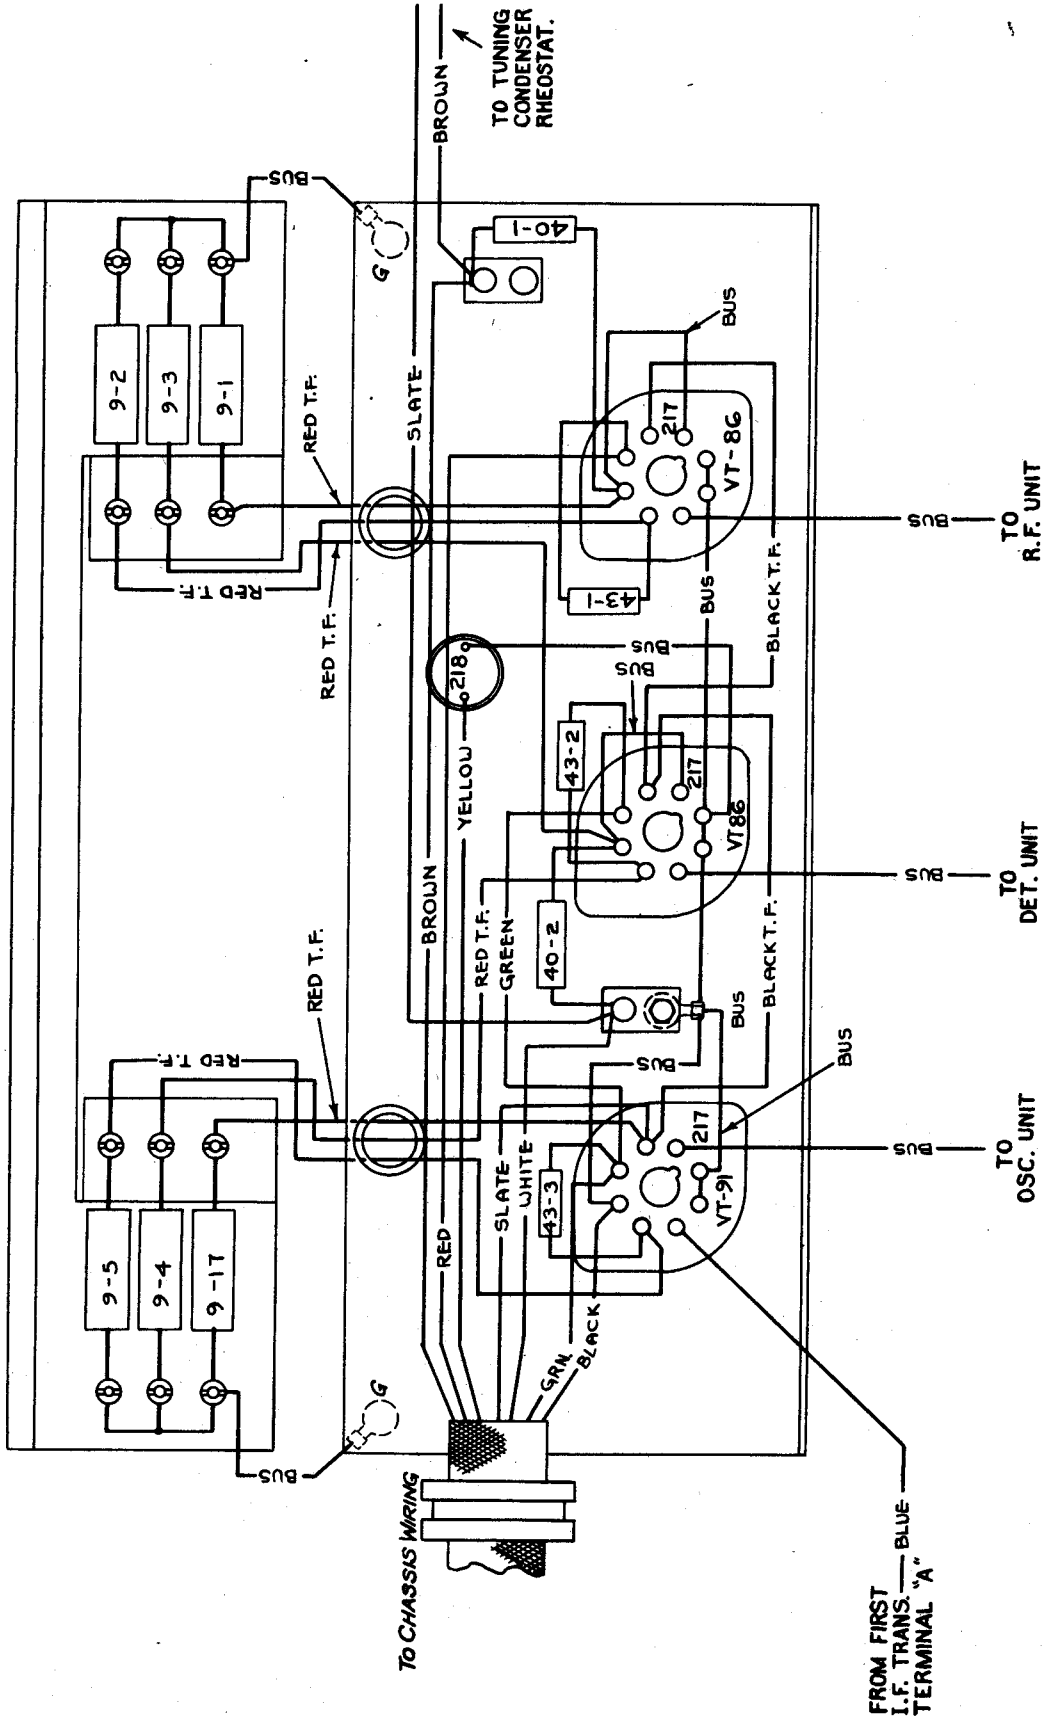 TO TUNING
CONDENSER
RHEOSTAT.
BROWN
BUS
9-2
9-3
9-1
G
40-1
SLATE
RED T.F.
BUS
217
VT-86
BUS
TO
R.F. UNIT
RED T.F.
RED T.F.
43-1
BUS
BLACK T.F.
218
BUS
BUS
43-2
YELLOW
217
VT86
BUS
TO
DET. UNIT
BROWN
RED T.F.
GREEN
40-2
BLACK T.F.
RED T.F.
RED T.F.
BUS
BUS
BUS
217
VT-91
BUS
TO
OSC. UNIT
9-5
9-4
9-17
RED
SLATE
WHITE
43-3
GRN.
BLACK
G
BUS
TO CHASSIS WIRING
FROM FIRST
I.F. TRANS. BLUE
TERMINAL "A"